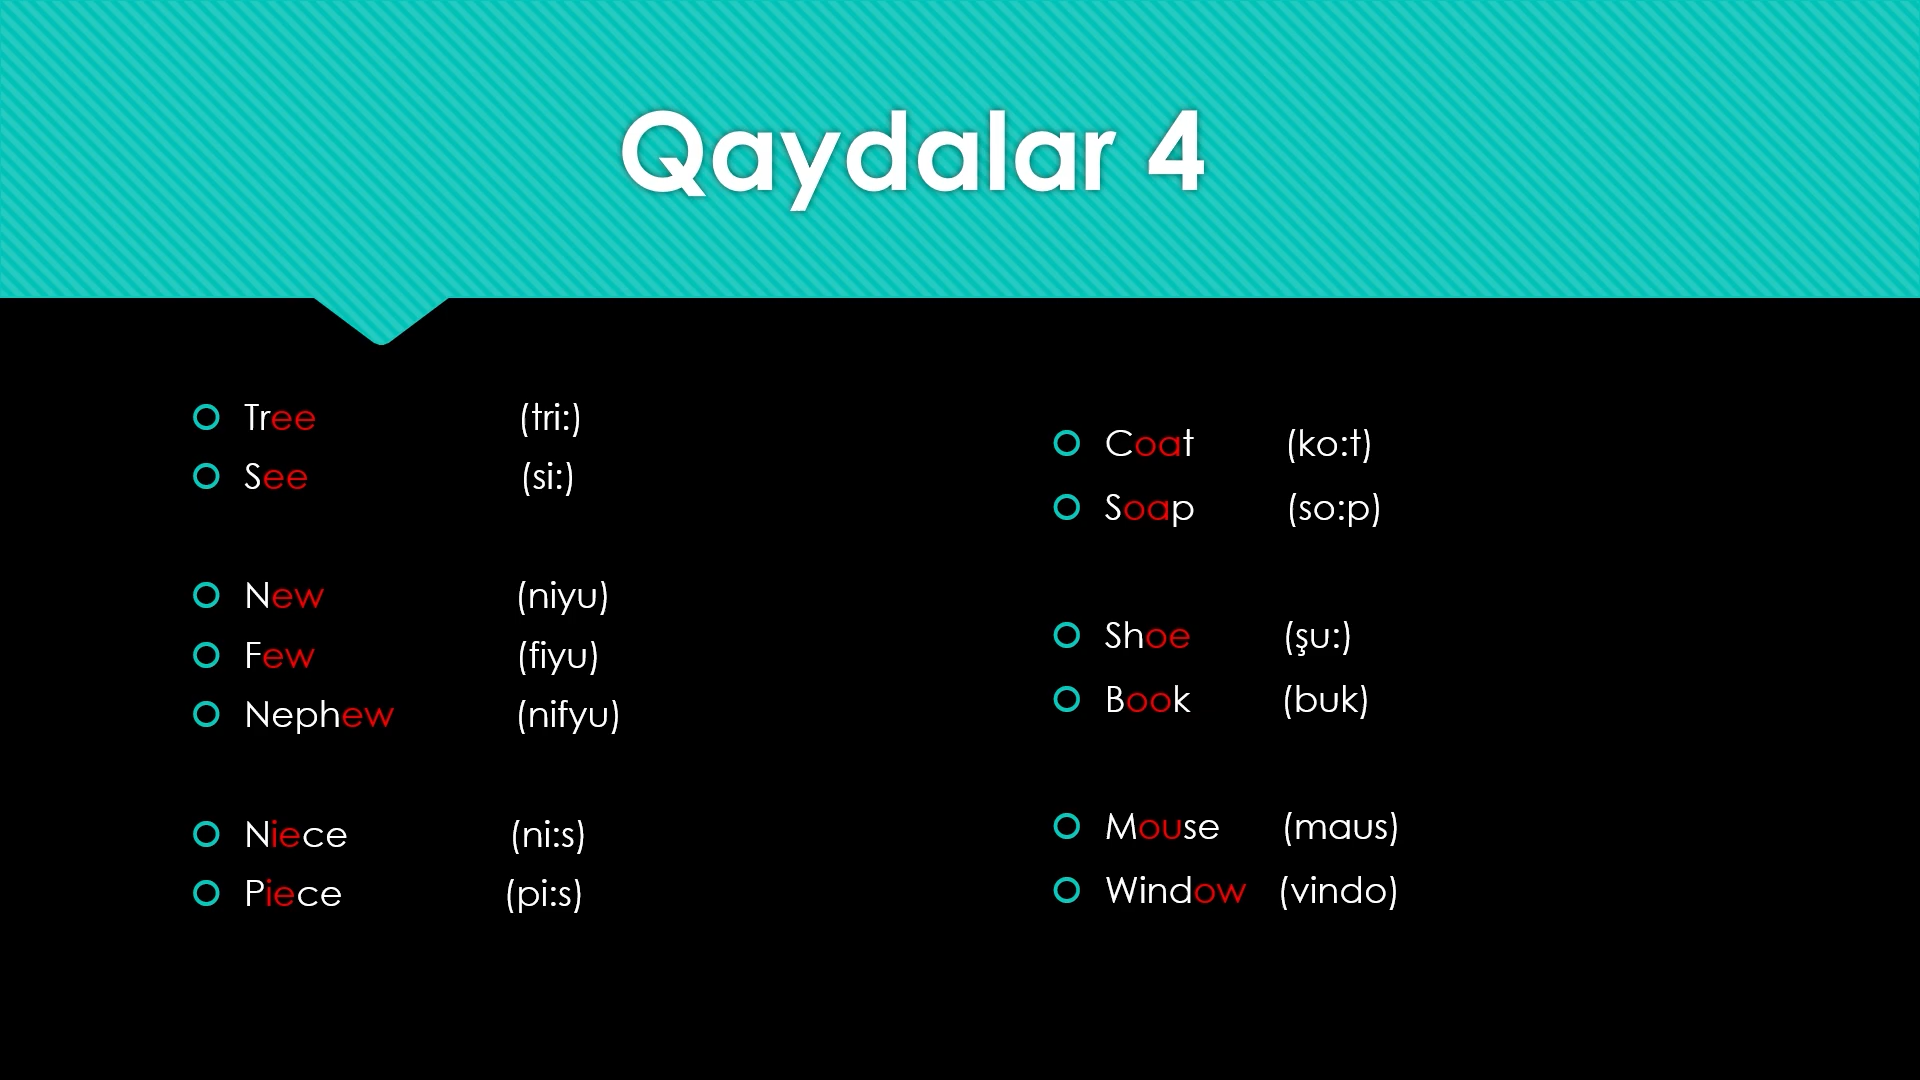 Qaydalar 4
Tree (tri:)
See (si:)
New (niyu)
Few (fiyu)
Nephew (nifyu)
Niece (ni:s)
Piece (pi:s)
Coat (ko:t)
Soap (so:p)
Shoe (şu:)
Book (buk)
Mouse (maus)
Window (vindo)